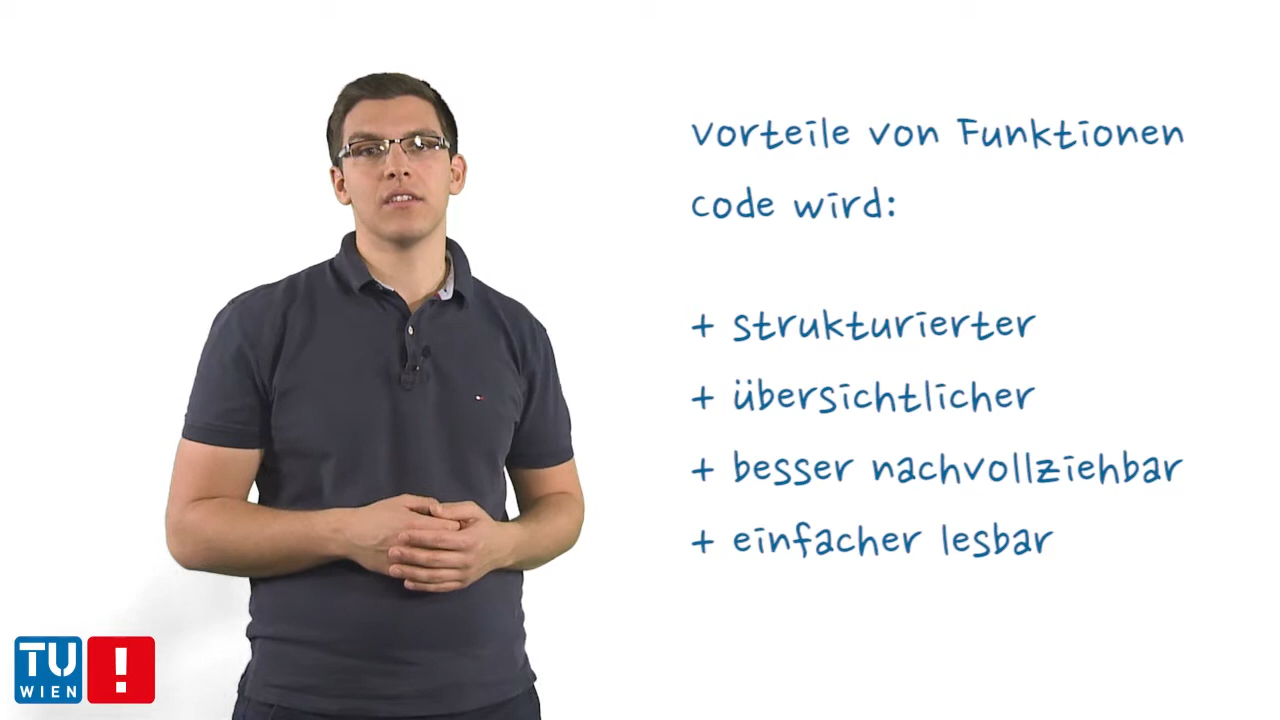 Vorteile von Funktionen
Code wird:
+ strukturierter
+ übersichtlicher
+ besser nachvollziehbar
+ einfacher lesbar
TU
WIEN
!